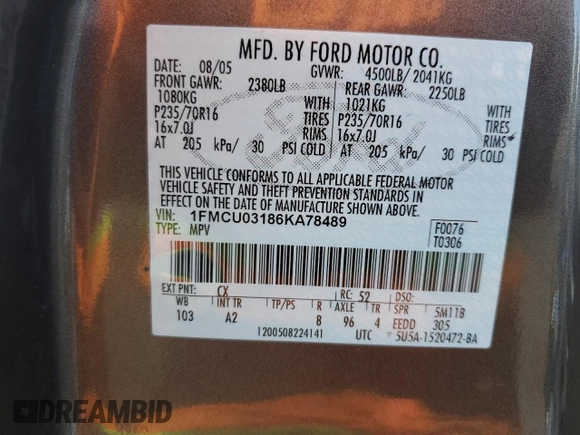 MFD. BY FORD MOTOR CO.
DATE: 08/05 GVWR: 4500LB/ 2041KG
FRONT GAWR: 2380LB REAR GAWR: 2250LB
1080KG WITH 1021KG WITH
P235/70R16 TIRES P235/70R16 TIRES
16x7.0J RIMS 16x7.0J RIMS
AT 205 kPa/ 30 PSI COLD AT 205 kPa/ 30 PSI COLD
THIS VEHICLE CONFORMS TO ALL APPLICABLE FEDERAL MOTOR
VEHICLE SAFETY AND THEFT PREVENTION STANDARDS IN
EFFECT ON THE DATE OF MANUFACTURE SHOWN ABOVE.
VIN: 1FMCU03186KA78489 F0076
TYPE: MPV T0306
EXT PNT: CX RC: 52 DSO:
WB INT TR TP/PS R AXLE TR SPR 5M11B
103 A2 8 96 4 EEDD 305
1200508224141 UTC 5U5A-1520472-BA
Ford
DREAMBID